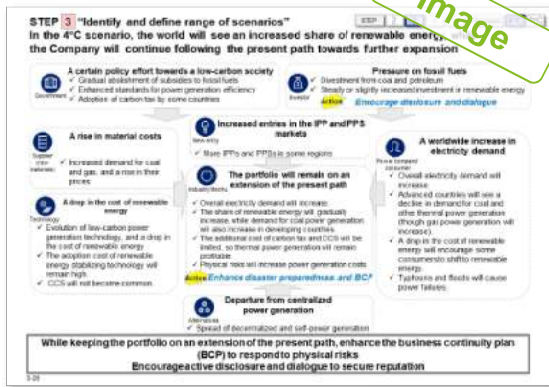 STEP 3 "Identify and define range of scenarios"
STEP
Image
In the 4°C scenario, the world will see an increased share of renewable energy,
the Company will continue following the present path towards further expansion
A certain policy effort towards a low-carbon society
✓ Gradual abolishment of subsidies to fossil fuels
✓ Enhanced standards for power generation efficiency
✓ Adoption of carbon tax by some countries
Government
Pressure on fossil fuels
✓ Divestment from coal and petroleum
✓ Steady or slightly increased investment in renewable energy
Investor
Action Encourage disclosure and dialogue
A rise in material costs
Supplier
(raw
materials)
✓ Increased demand for coal
and gas, and a rise in their
prices
Increased entries in the IPP and PPS
markets
New entry
✓ More IPPs and PPSs in some regions
A worldwide increase in
electricity demand
consumer
✓ Overall electricity demand will
increase.
✓ Advanced countries will see a
decline in demand for coal and
other thermal power generation
(though gas power generation will
increase).
✓ A drop in the cost of renewable
energy will encourage some
consumers to shift to renewable
energy.
✓ Typhoons and floods will cause
power failures.
The portfolio will remain on an
extension of the present path
✓ Overall electricity demand will increase.
✓ The share of renewable energy will gradually
increase, while demand for coal power generation
will also increase in developing countries.
✓ The additional cost of carbon tax and CCS will be
limited, so thermal power generation will remain
profitable.
✓ Physical risks will increase power generation costs
Action Enhance disaster preparedness and BCP
A drop in the cost of renewable
energy
Technology
✓ Evolution of low-carbon power
generation technology, and a drop in
the cost of renewable energy
✓ The adoption cost of renewable
energy stabilizing technology will
remain high.
✓ CCS will not become common.
Departure from centralized
power generation
Alternatives
✓ Spread of decentralized and self-power generation
While keeping the portfolio on an extension of the present path, enhance the business continuity plan
(BCP) to respond to physical risks
Encourage active disclosure and dialogue to secure reputation